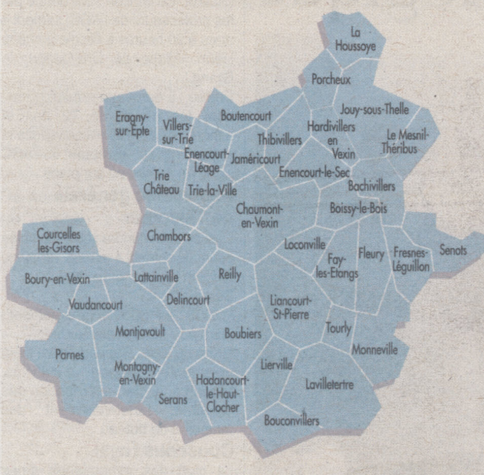 La
Houssoye
Porcheux
Eragny-
sur-Epte
Villers-
sur-Trie
Boutencourt
Jouy-sous-Thelle
Hardivillers
en
Vexin
Thibivillers
Le Mesnil-
Théribus
Enencourt-
Léage
Jaméricourt
Enencourt-le-Sec
Trie
Château
Trie-la-Ville
Bachivillers
Chaumont-
en-Vexin
Boissy-le-Bois
Courcelles
les-Gisors
Chambors
Loconville
Fay-
les-Etangs
Fleury
Fresnes-
Léguillon
Senots
Boury-en-Vexin
Lattainville
Reilly
Vaudancourt
Delincourt
Liancourt-
St-Pierre
Montjavoult
Boubiers
Tourly
Monneville
Parnes
Montagny-
en-Vexin
Lierville
Hadancourt-
le-Haut-
Clocher
Lavilletertre
Serans
Bauconvillers